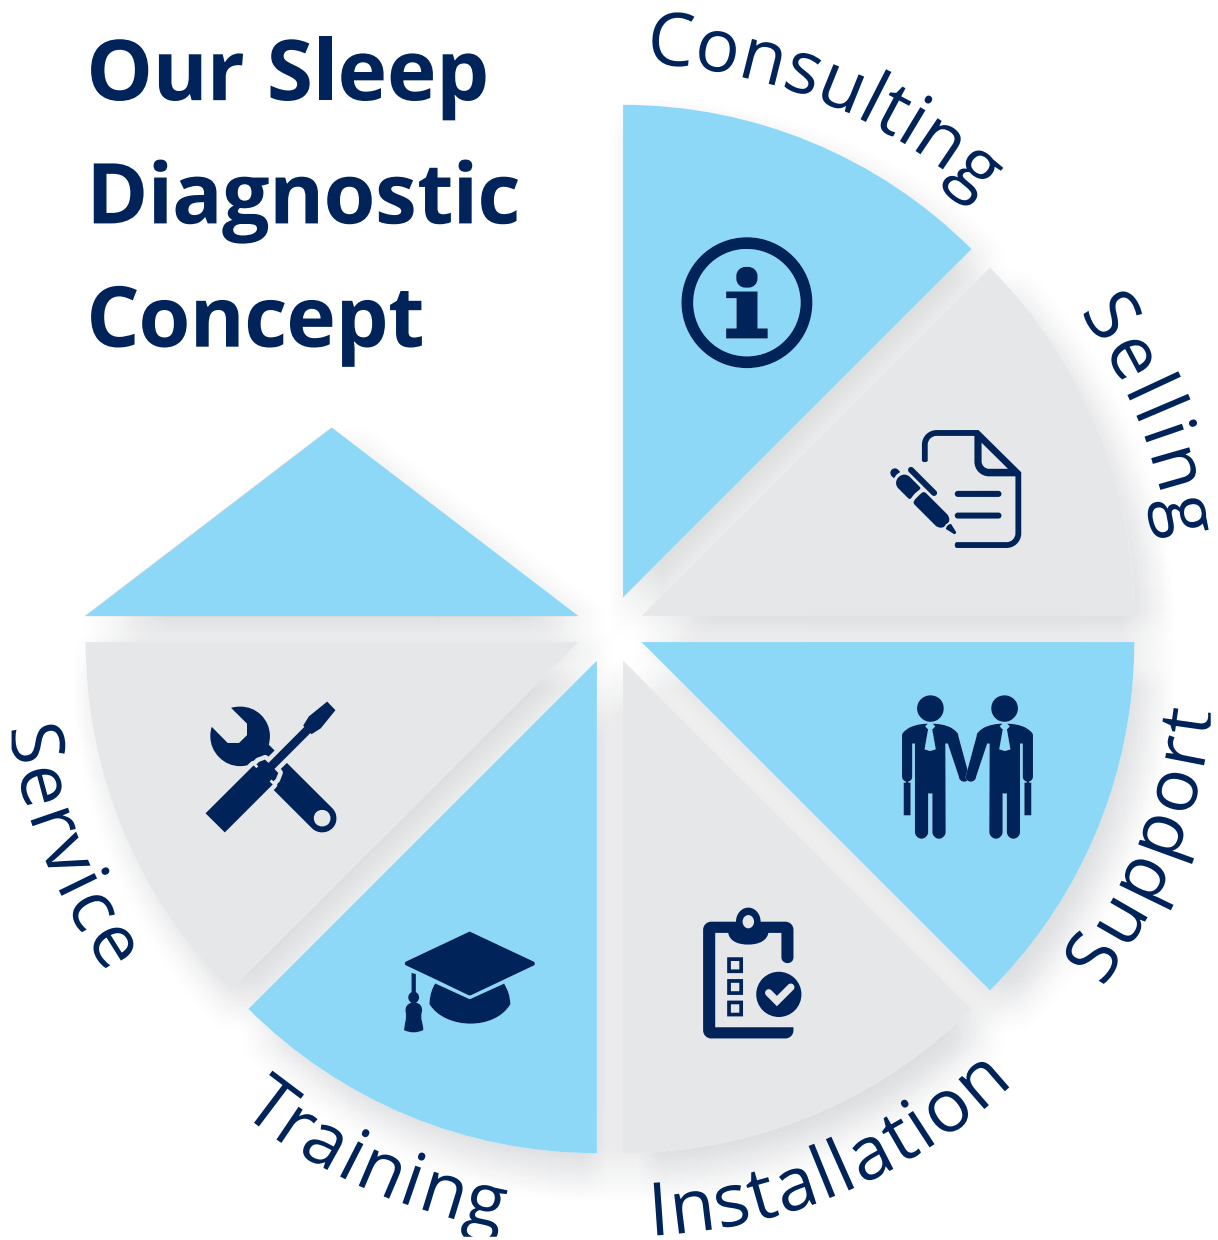 Our Sleep
Diagnostic
Concept
Consulting
Selling
Support
Installation
Training
Service